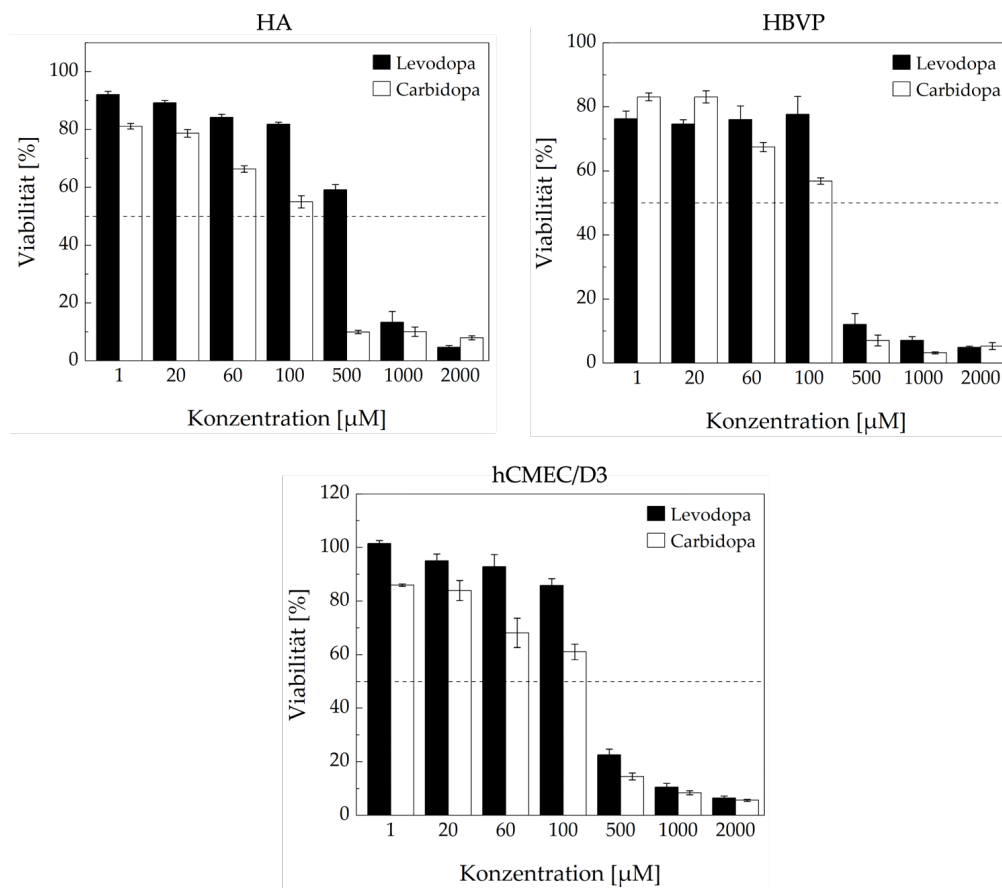 HA
Levodopa
Carbidopa
Viabilität [%]
100
80
60
40
20
0
1 20 60 100 500 1000 2000
Konzentration [µM]
HBVP
Levodopa
Carbidopa
Viabilität [%]
100
80
60
40
20
0
1 20 60 100 500 1000 2000
Konzentration [µM]
hCMEC/D3
Levodopa
Carbidopa
Viabilität [%]
120
100
80
60
40
20
0
1 20 60 100 500 1000 2000
Konzentration [µM]